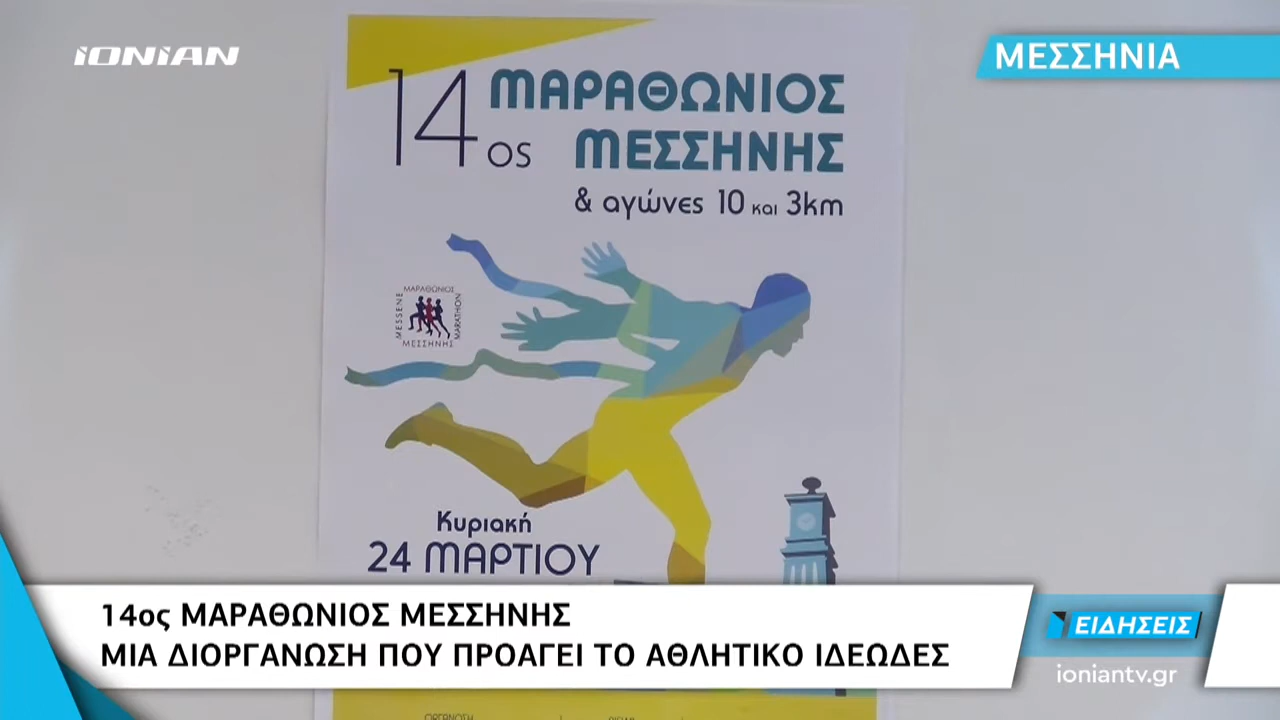 iONiAN
ΜΕΣΣΗΝΙΑ
14ος ΜΑΡΑΘΩΝΙΟΣ
ΜΕΣΣΗΝΗΣ
& αγώνες 10 και 3km
ΜΑΡΑΘΩΝΙΟΣ
MESSENE
MARATHON
ΜΕΣΣΗΝΗΣ
Κυριακή
24 ΜΑΡΤΙΟΥ
14ος ΜΑΡΑΘΩΝΙΟΣ ΜΕΣΣΗΝΗΣ
ΜΙΑ ΔΙΟΡΓΑΝΩΣΗ ΠΟΥ ΠΡΟΑΓΕΙ ΤΟ ΑΘΛΗΤΙΚΟ ΙΔΕΩΔΕΣ
ΕΙΔΗΣΕΙΣ
ioniantv.gr